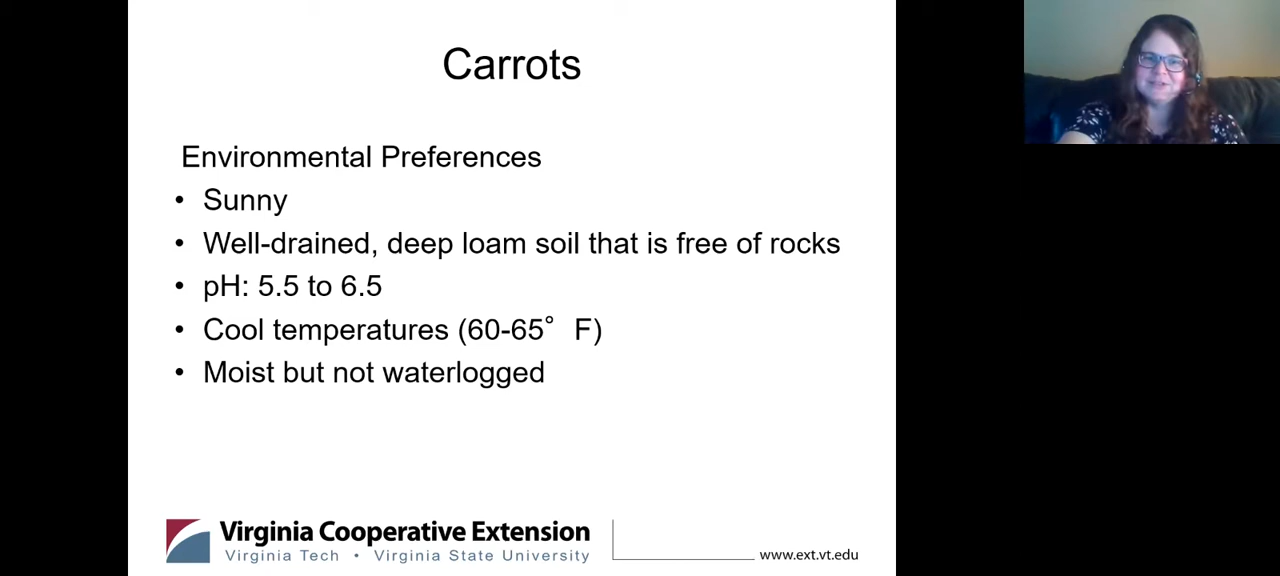 Carrots
Environmental Preferences
• Sunny
• Well-drained, deep loam soil that is free of rocks
• pH: 5.5 to 6.5
• Cool temperatures (60-65° F)
• Moist but not waterlogged
Virginia Cooperative Extension
Virginia Tech • Virginia State University
www.ext.vt.edu